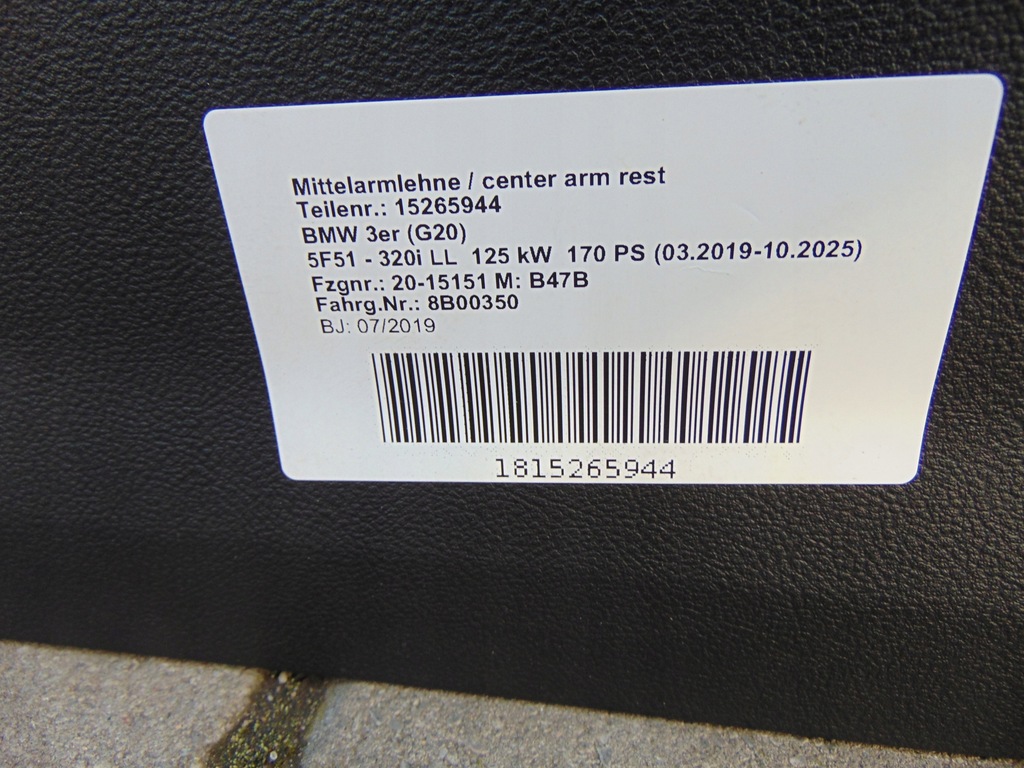 Mittelarmlehne / center arm rest
Teilenr.: 15265944
BMW 3er (G20)
5F51 - 320i LL 125 kW 170 PS (03.2019-10.2025)
Fzgnr.: 20-15151 M: B47B
Fahrg.Nr.: 8B00350
BJ: 07/2019
1815265944